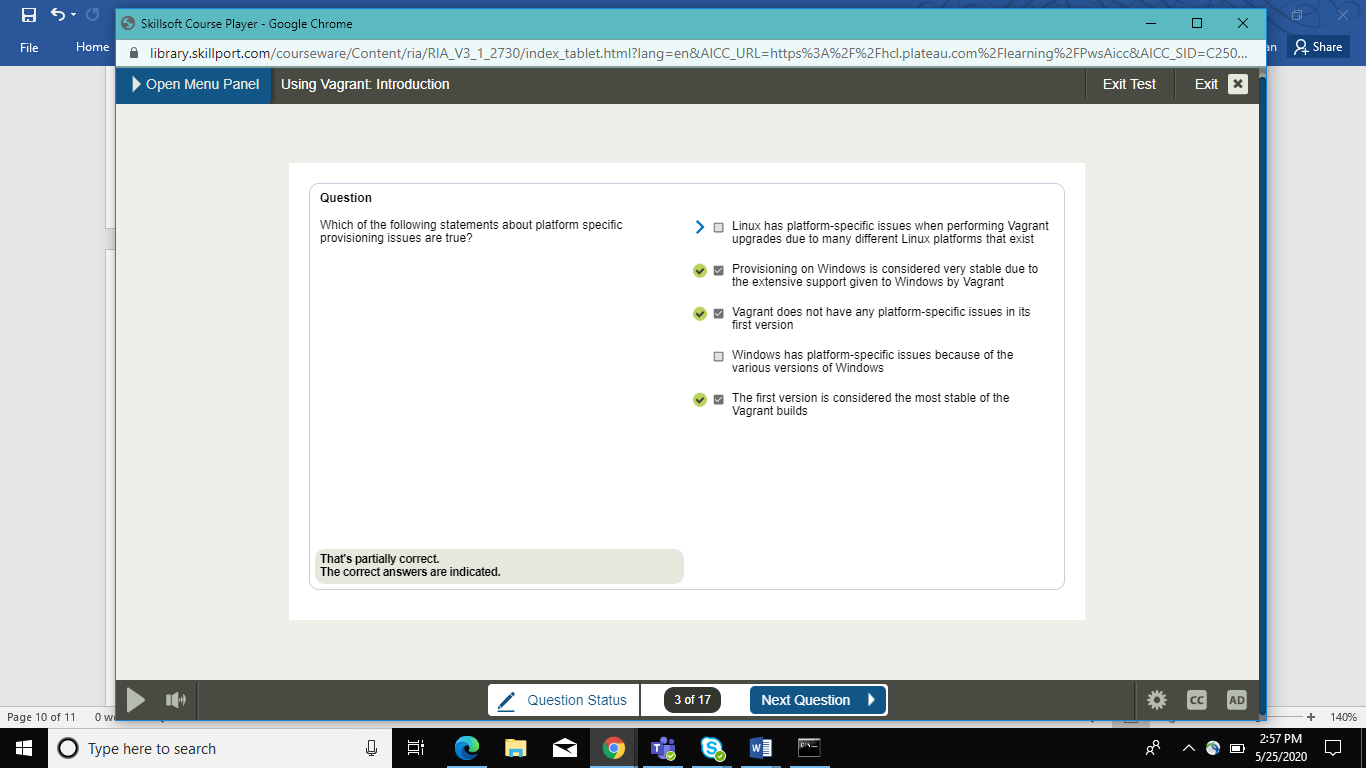 Skillsoft Course Player - Google Chrome
File
Home
Share
library.skillport.com/courseware/Content/ria/RIA_V3_1_2730/index_tablet.html?lang=en&AICC_URL=https%3A%2F%2Fhcl.plateau.com%2Flearning%2FPwsAicc&AICC_SID=C250...
Open Menu Panel
Using Vagrant: Introduction
Exit Test
Exit
Question
Which of the following statements about platform specific
provisioning issues are true?
Linux has platform-specific issues when performing Vagrant
upgrades due to many different Linux platforms that exist
Provisioning on Windows is considered very stable due to
the extensive support given to Windows by Vagrant
Vagrant does not have any platform-specific issues in its
first version
Windows has platform-specific issues because of the
various versions of Windows
The first version is considered the most stable of the
Vagrant builds
That's partially correct.
The correct answers are indicated.
Question Status
3 of 17
Next Question
CC
AD
Page 10 of 11
140%
Type here to search
2:57 PM
5/25/2020